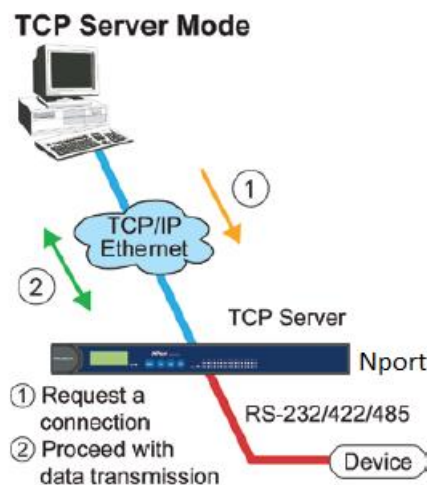 TCP Server Mode
1
TCP/IP
Ethernet
2
TCP Server
NPort
Nport
1 Request a
connection
RS-232/422/485
2 Proceed with
data transmission
Device